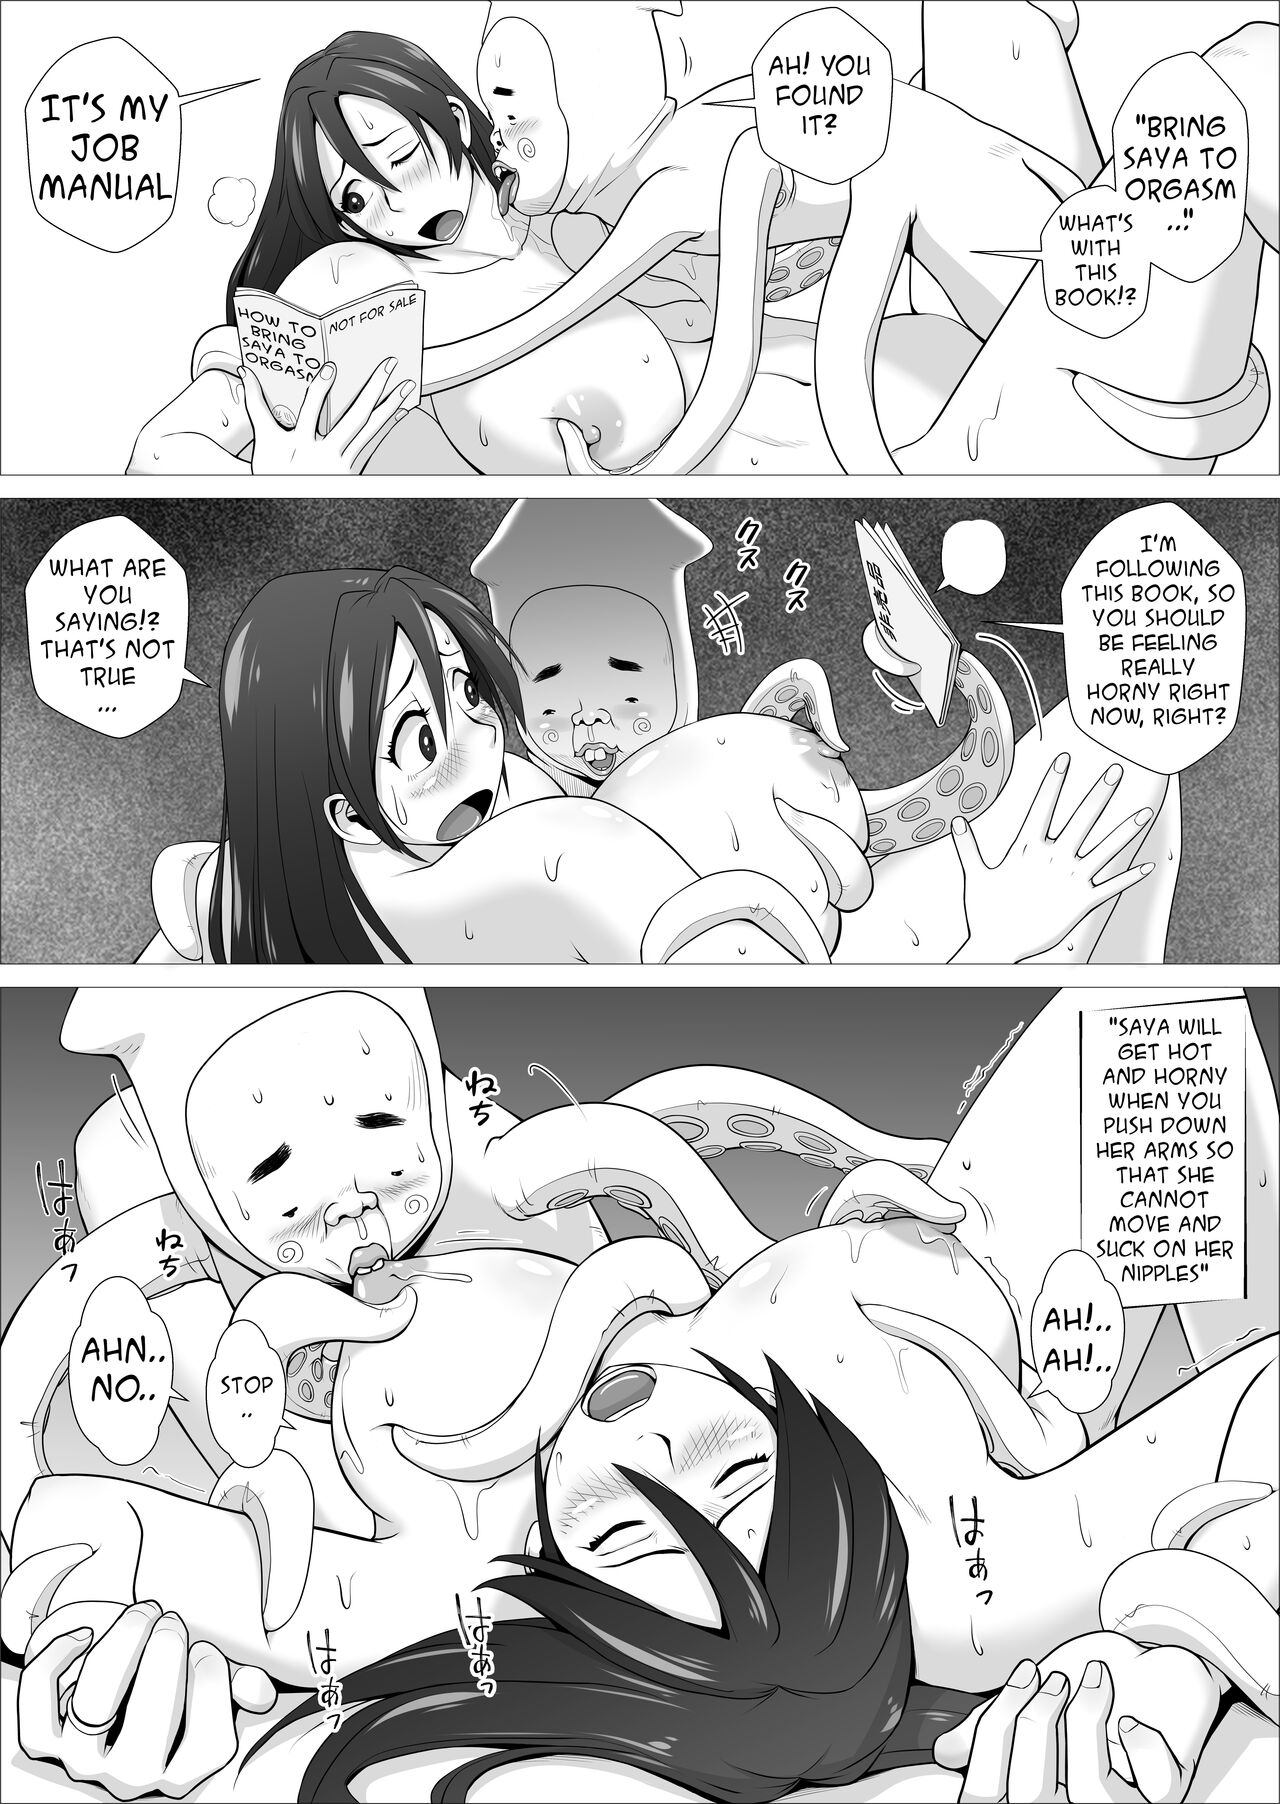 "BRING
SAYA TO
ORGASM
..."
WHAT'S
WITH
THIS
BOOK!?
AH! YOU
FOUND
IT?
IT'S MY
JOB
MANUAL
HOW TO
BRING
SAYA TO
ORGASM
NOT FOR SALE
I'M
FOLLOWING
THIS BOOK, SO
YOU SHOULD
BE FEELING
REALLY
HORNY RIGHT
NOW, RIGHT?
非売品
クス
クス
WHAT ARE
YOU
SAYING!?
THAT'S NOT
TRUE
...
"SAYA WILL
GET HOT
AND HORNY
WHEN YOU
PUSH DOWN
HER ARMS SO
THAT SHE
CANNOT
MOVE AND
SUCK ON HER
NIPPLES"
ねち
ねち
はあっ
AH!..
AH!..
STOP
..
AHN..
NO..
はあっ
はあっ
はあっ